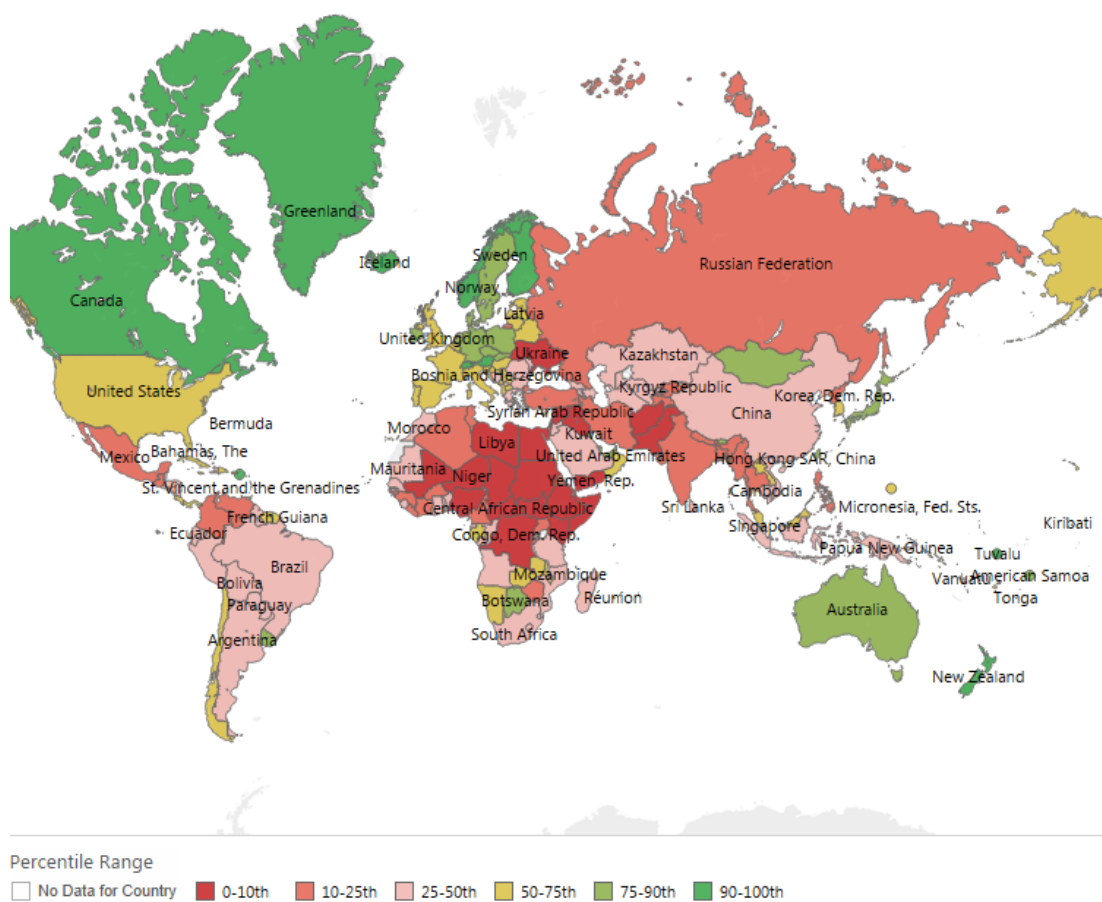 Greenland
Iceland
Sweden
Russian Federation
Norway
Canada
Latvia
United Kingdom
Ukraine
Kazakhstan
Bosnia and Herzegovina
United States
Kyrgyz Republic
Korea, Dem. Rep.
Syrian Arab Republic
China
Bermuda
Morocco
Kuwait
Libya
Bahamas, The
Mexico
United Arab Emirates
Hong Kong SAR, China
Mauritania
Niger
Yemen, Rep.
St. Vincent and the Grenadines
Cambodia
Central African Republic
Sri Lanka
Micronesia, Fed. Sts.
French Guiana
Singapore
Kiribati
Ecuador
Congo, Dem. Rep.
Papua New Guinea
Tuvalu
Brazil
Mozambique
American Samoa
Vanuatu
Bolivia
Réunion
Tonga
Botswana
Paraguay
Australia
South Africa
Argentina
New Zealand
Percentile Range
No Data for Country 0-10th 10-25th 25-50th 50-75th 75-90th 90-100th